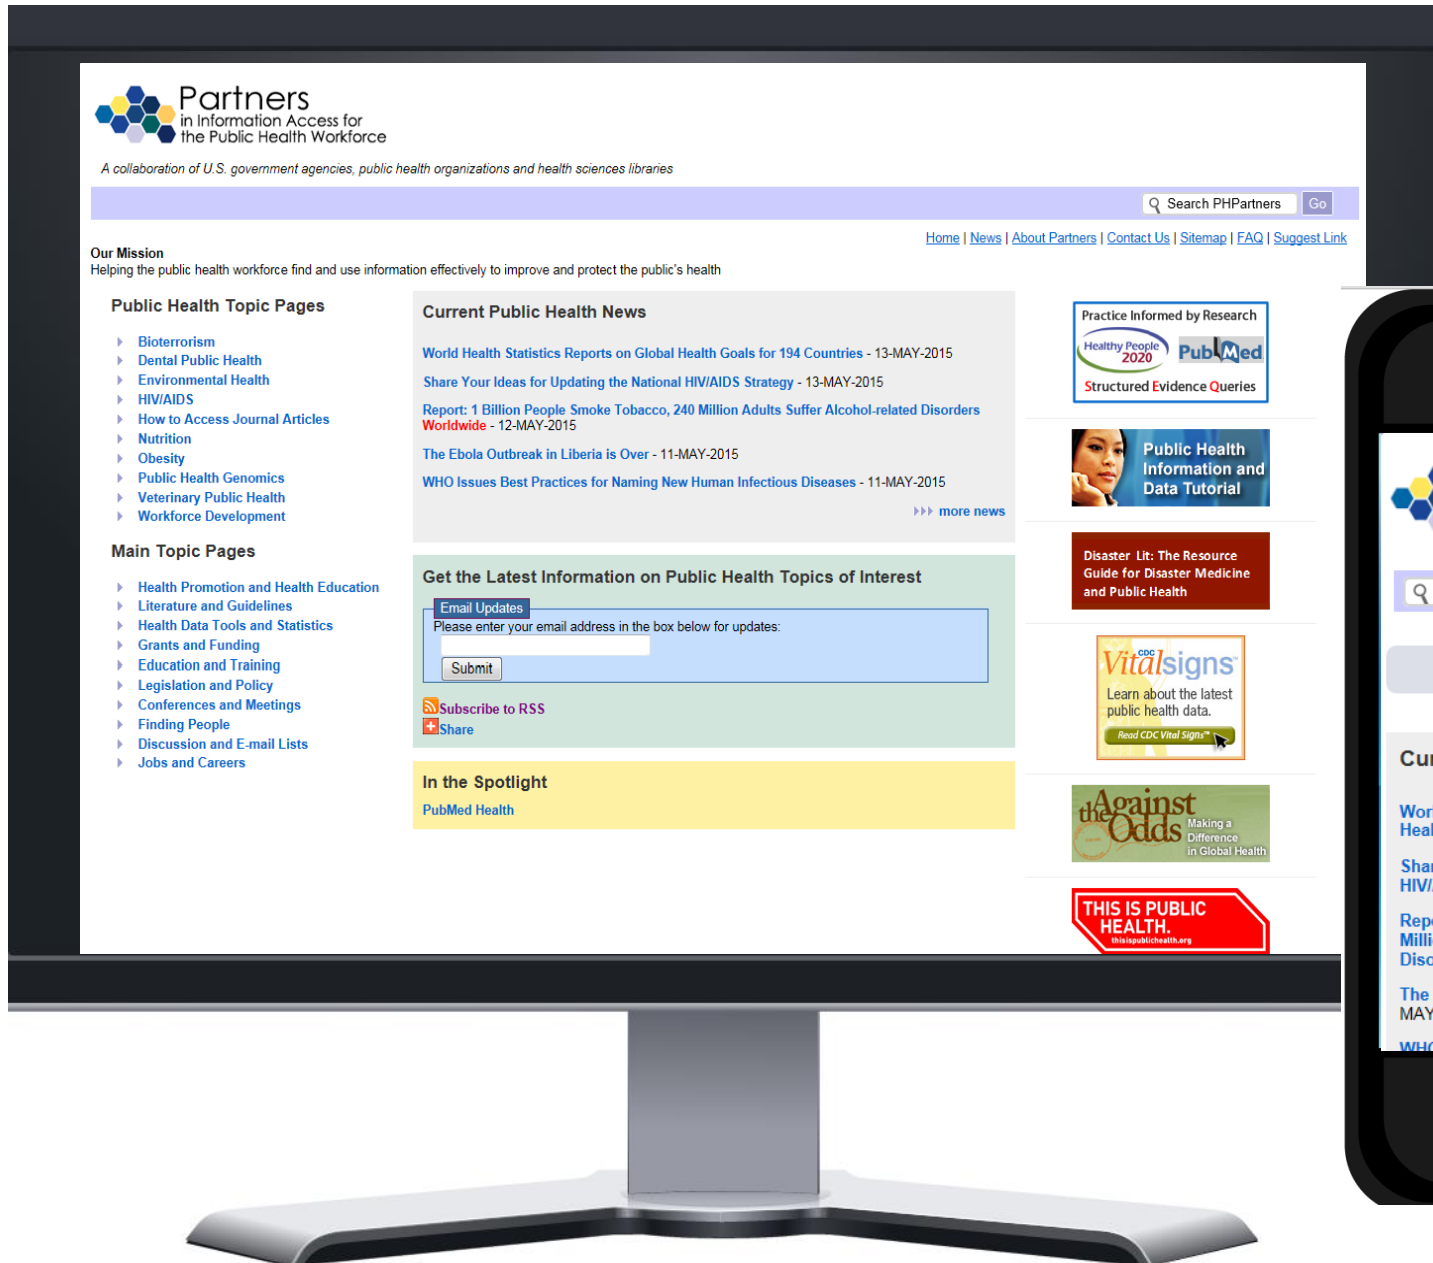 Partners
in Information Access for
the Public Health Workforce
A collaboration of U.S. government agencies, public health organizations and health sciences libraries
Search PHPartners Go
Home | News | About Partners | Contact Us | Sitemap | FAQ | Suggest Link
Our Mission
Helping the public health workforce find and use information effectively to improve and protect the public's health
Public Health Topic Pages
Bioterrorism
Dental Public Health
Environmental Health
HIV/AIDS
How to Access Journal Articles
Nutrition
Obesity
Public Health Genomics
Veterinary Public Health
Workforce Development
Main Topic Pages
Health Promotion and Health Education
Literature and Guidelines
Health Data Tools and Statistics
Grants and Funding
Education and Training
Legislation and Policy
Conferences and Meetings
Finding People
Discussion and E-mail Lists
Jobs and Careers
Current Public Health News
World Health Statistics Reports on Global Health Goals for 194 Countries - 13-MAY-2015
Share Your Ideas for Updating the National HIV/AIDS Strategy - 13-MAY-2015
Report: 1 Billion People Smoke Tobacco, 240 Million Adults Suffer Alcohol-related Disorders
Worldwide - 12-MAY-2015
The Ebola Outbreak in Liberia is Over - 11-MAY-2015
WHO Issues Best Practices for Naming New Human Infectious Diseases - 11-MAY-2015
more news
Get the Latest Information on Public Health Topics of Interest
Email Updates
Please enter your email address in the box below for updates:
Submit
Subscribe to RSS
Share
In the Spotlight
PubMed Health
Practice Informed by Research
Healthy People
2020
PubMed
Structured Evidence Queries
Public Health
Information and
Data Tutorial
Disaster Lit: The Resource
Guide for Disaster Medicine
and Public Health
CDC
Vitalsigns™
Learn about the latest
public health data.
Read CDC Vital Signs™
Against
the Odds
Making a
Difference
in Global Health
THIS IS PUBLIC
HEALTH.
thisispublichealth.org
Cur
Wor
Heal
Shar
HIV/
Repo
Milli
Diso
The
MAY
WHO